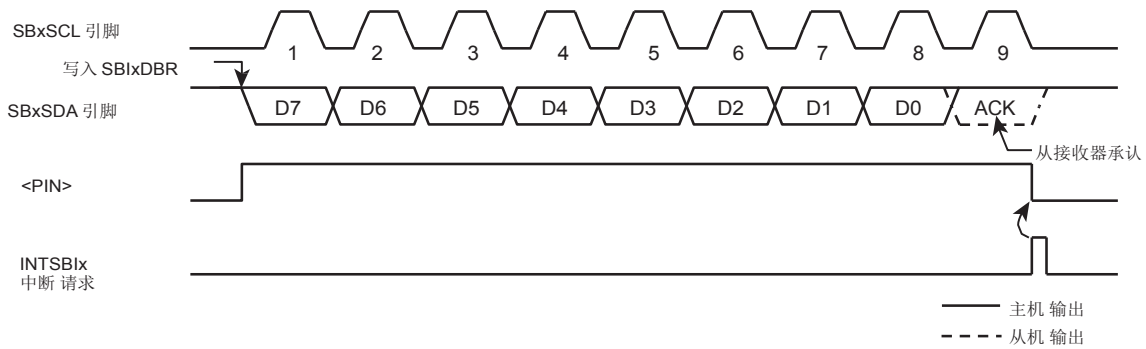 SBxSCL 引脚
1 2 3 4 5 6 7 8 9
写入 SBIxDBR
SBxSDA 引脚
D7 D6 D5 D4 D3 D2 D1 D0 ACK
从接收器承认
<PIN>
INTSBIx
中断 请求
主机 输出
从机 输出